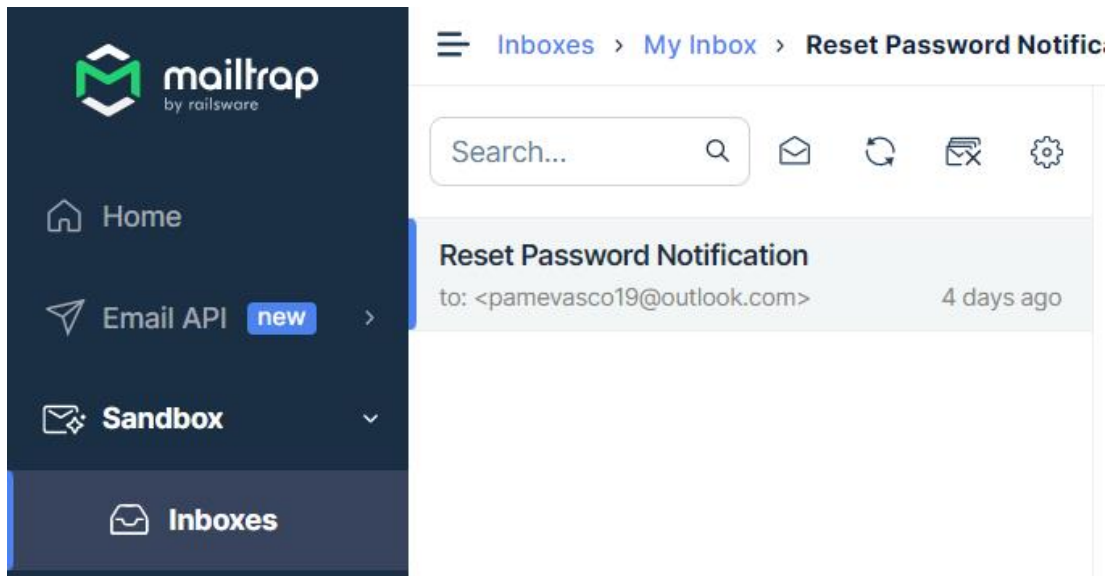 mailtrap
by railsware
Home
Email API new
Sandbox
Inboxes
Inboxes › My Inbox › Reset Password Notific
Search...
Reset Password Notification
to: <pamevasco19@outlook.com> 4 days ago